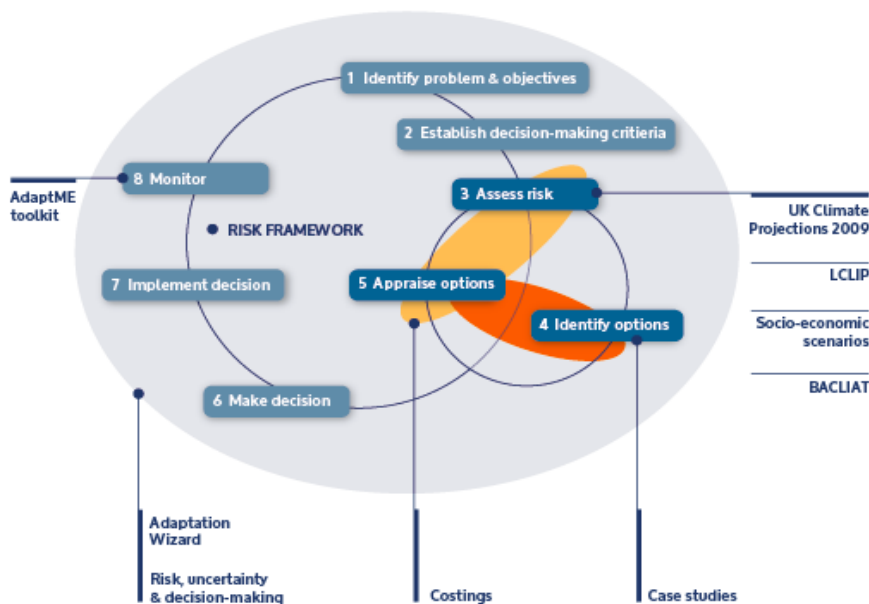 1 Identify problem & objectives
2 Establish decision-making critieria
8 Monitor
3 Assess risk
AdaptME
toolkit
RISK FRAMEWORK
UK Climate
Projections 2009
LCLIP
Socio-economic
scenarios
BACLIAT
7 Implement decision
5 Appraise options
4 Identify options
6 Make decision
Adaptation
Wizard
Risk, uncertainty
& decision-making
Costings
Case studies